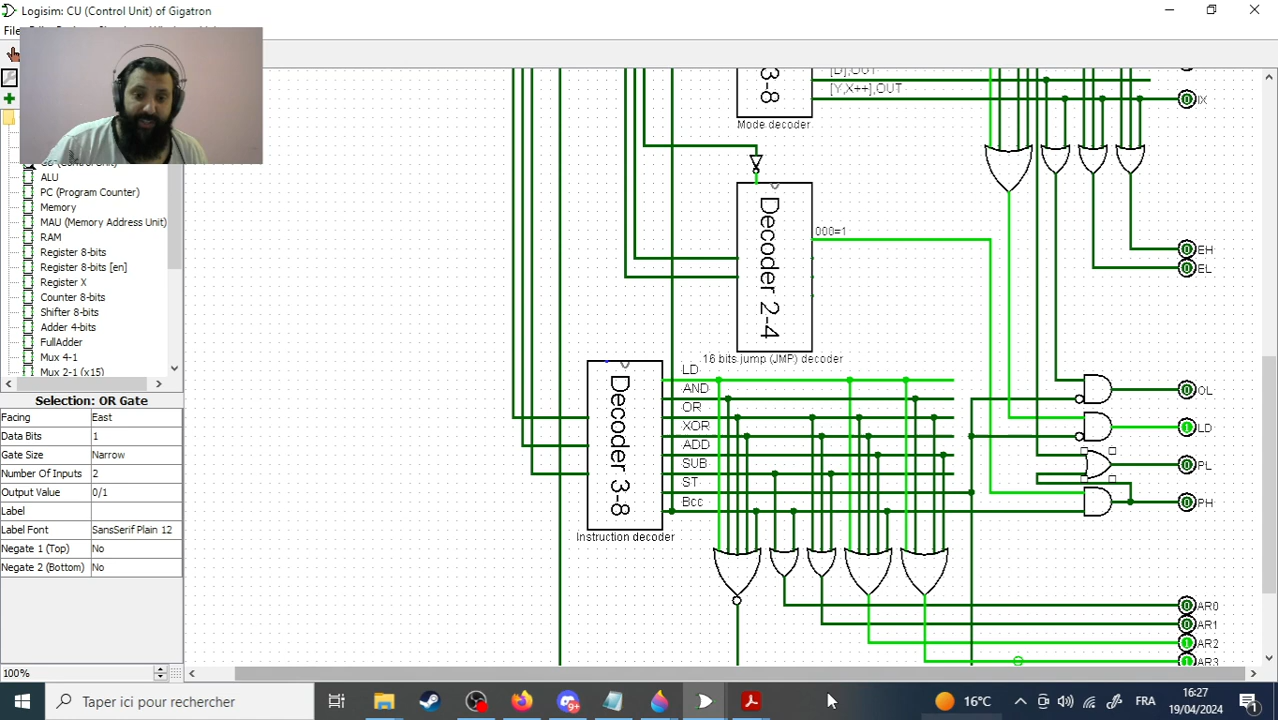 Logisim: CU (Control Unit) of Gigatron
File
ALU
PC (Program Counter)
Memory
MAU (Memory Address Unit)
RAM
Register 8-bits
Register 8-bits [en]
Register X
Counter 8-bits
Shifter 8-bits
Adder 4-bits
FullAdder
Mux 4-1
Mux 2-1 (x15)
Selection: OR Gate
Facing East
Data Bits 1
Gate Size Narrow
Number Of Inputs 2
Output Value 0/1
Label
Label Font SansSerif Plain 12
Negate 1 (Top) No
Negate 2 (Bottom) No
100%
3-8
Mode decoder
[D],OUT
[Y,X++],OUT
IX
Decoder 2-4
000=1
16 bits jump (JMP) decoder
EH
EL
Decoder 3-8
Instruction decoder
LD
AND
OR
XOR
ADD
SUB
ST
Bcc
OL
LD
PL
PH
AR0
AR1
AR2
AR3
Taper ici pour rechercher
9+
16°C
FRA
16:27
19/04/2024
1